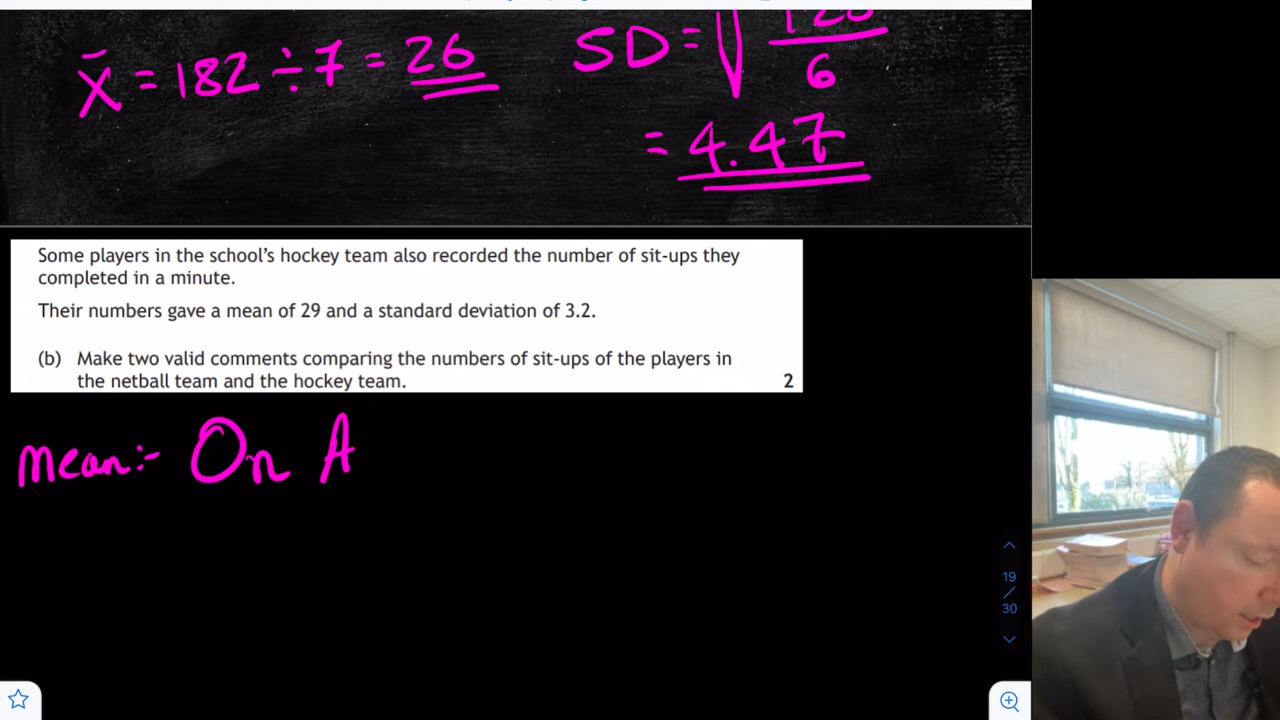 x̄ = 182 ÷ 7 = 26
SD = √ 120
6
= 4.47
Some players in the school's hockey team also recorded the number of sit-ups they
completed in a minute.
Their numbers gave a mean of 29 and a standard deviation of 3.2.
(b) Make two valid comments comparing the numbers of sit-ups of the players in
the netball team and the hockey team.
2
mean:- On A
19
/
30